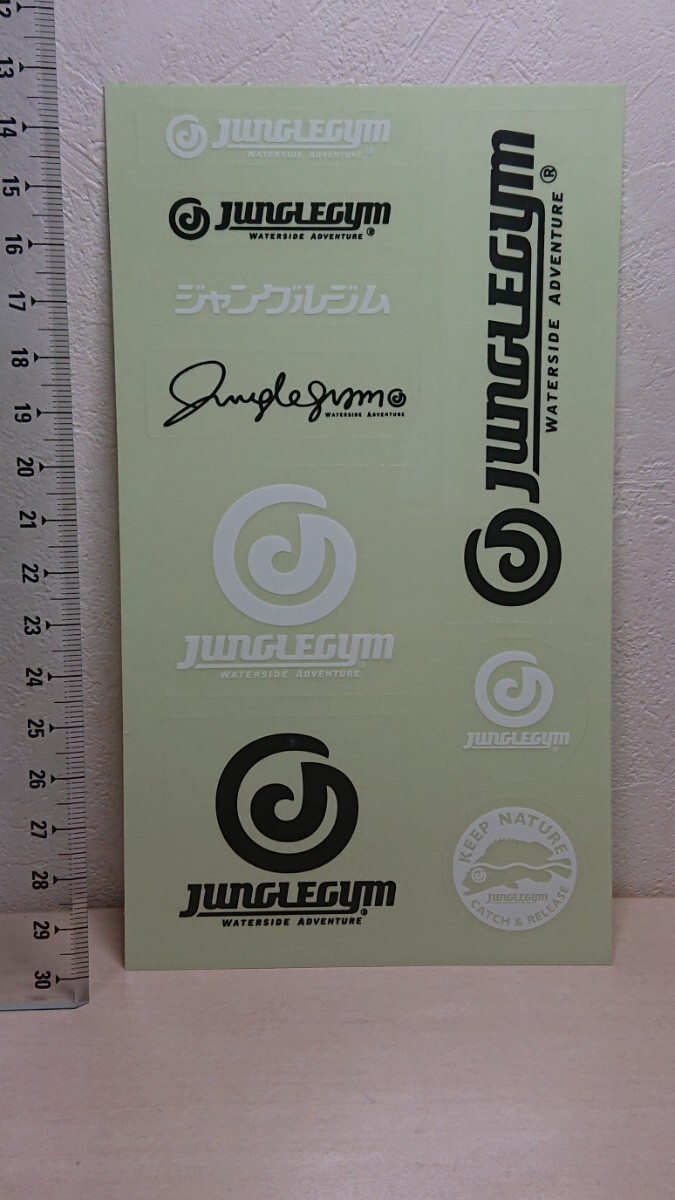 JUNGLEGYM
WATERSIDE ADVENTURE ®
JUNGLEGYM
WATERSIDE ADVENTURE ®
ジャングルジム
Junglegym
WATERSIDE ADVENTURE
JUNGLEGYM®
WATERSIDE ADVENTURE
JUNGLEGYM®
WATERSIDE ADVENTURE
JUNGLEGYM®
WATERSIDE ADVENTURE
JUNGLEGYM®
KEEP NATURE
JUNGLEGYM
CATCH & RELEASE
12
13
14
15
16
17
18
19
20
21
22
23
24
25
26
27
28
29
30